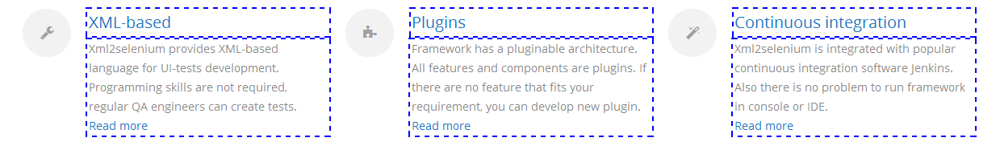 XML-based
Xml2selenium provides XML-based
language for UI-tests development.
Programming skills are not required,
regular QA engineers can create tests.
Read more
Plugins
Framework has a pluginable architecture.
All features and components are plugins. If
there are no feature that fits your
requirement, you can develop new plugin.
Read more
Continuous integration
Xml2selenium is integrated with popular
continuous integration software Jenkins.
Also there is no problem to run framework
in console or IDE.
Read more